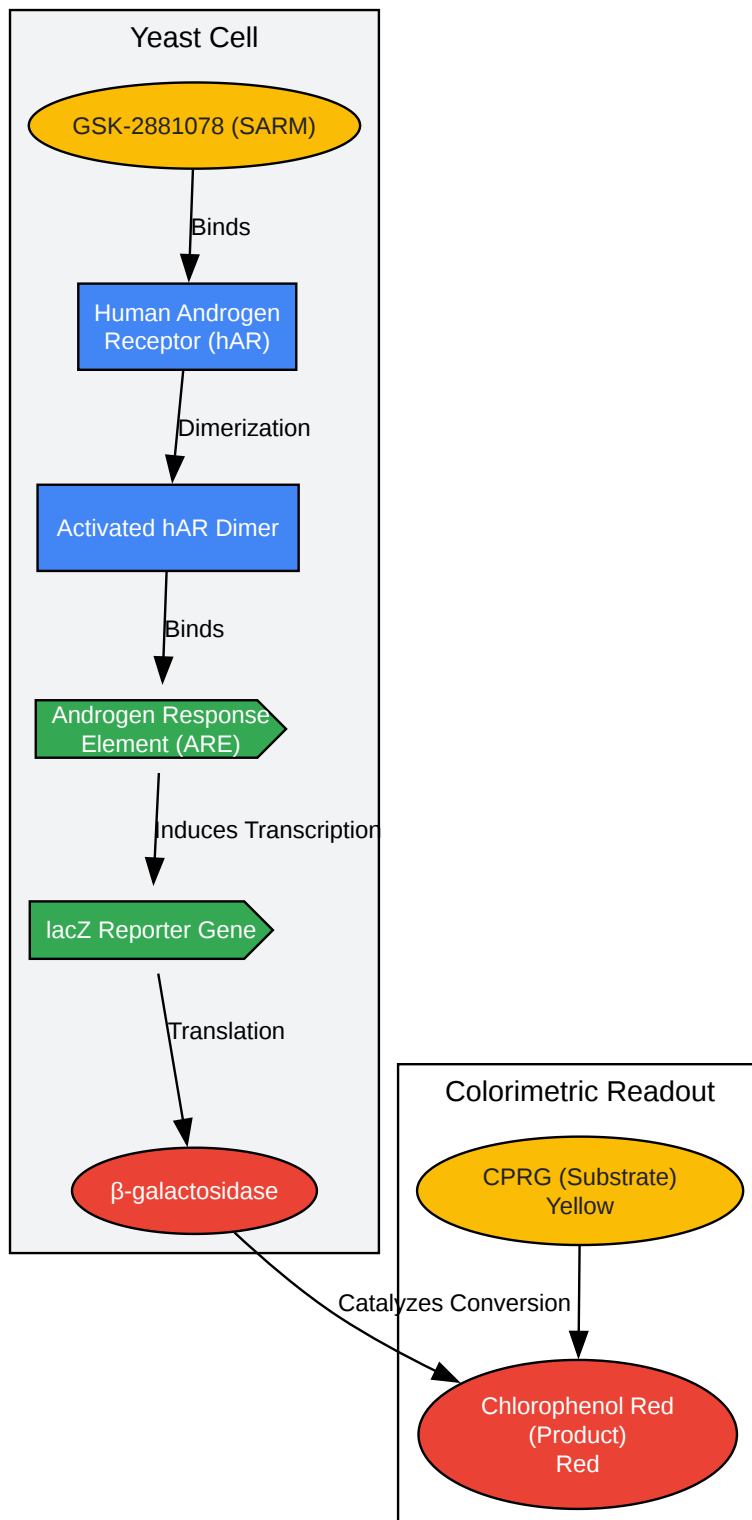 Yeast Cell
GSK-2881078 (SARM)
Binds
Human Androgen
Receptor (hAR)
Dimerization
Activated hAR Dimer
Binds
Androgen Response
Element (ARE)
Induces Transcription
lacZ Reporter Gene
Translation
β-galactosidase
Colorimetric Readout
CPRG (Substrate)
Yellow
Catalyzes Conversion
Chlorophenol Red
(Product)
Red